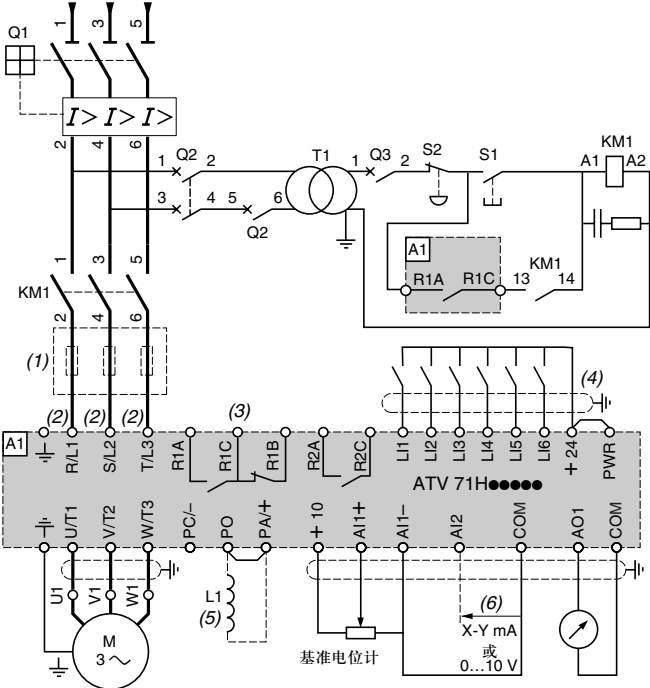 1 3 5
Q1
I> I> I>
2 4 6
1 Q2 2
T1
1 Q3 2
S2
S1
KM1
A1 A2
3 4 5 6
Q2
A1
R1A R1C
13 KM1 14
1 3 5
KM1
2 4 6
(1)
(2) (2) (2)
(3)
(4)
A1
R/L1 S/L2 T/L3 R1A R1C R1B R2A R2C LI1 LI2 LI3 LI4 LI5 LI6 +24 PWR
ATV 71H●●●●●
U/T1 V/T2 W/T3 PC/- PO PA/+ +10 AI1+ AI1– AI2 COM AO1 COM
U1 V1 W1
L1
(5)
(6)
X-Y mA
或
0…10 V
M
3~
基准电位计